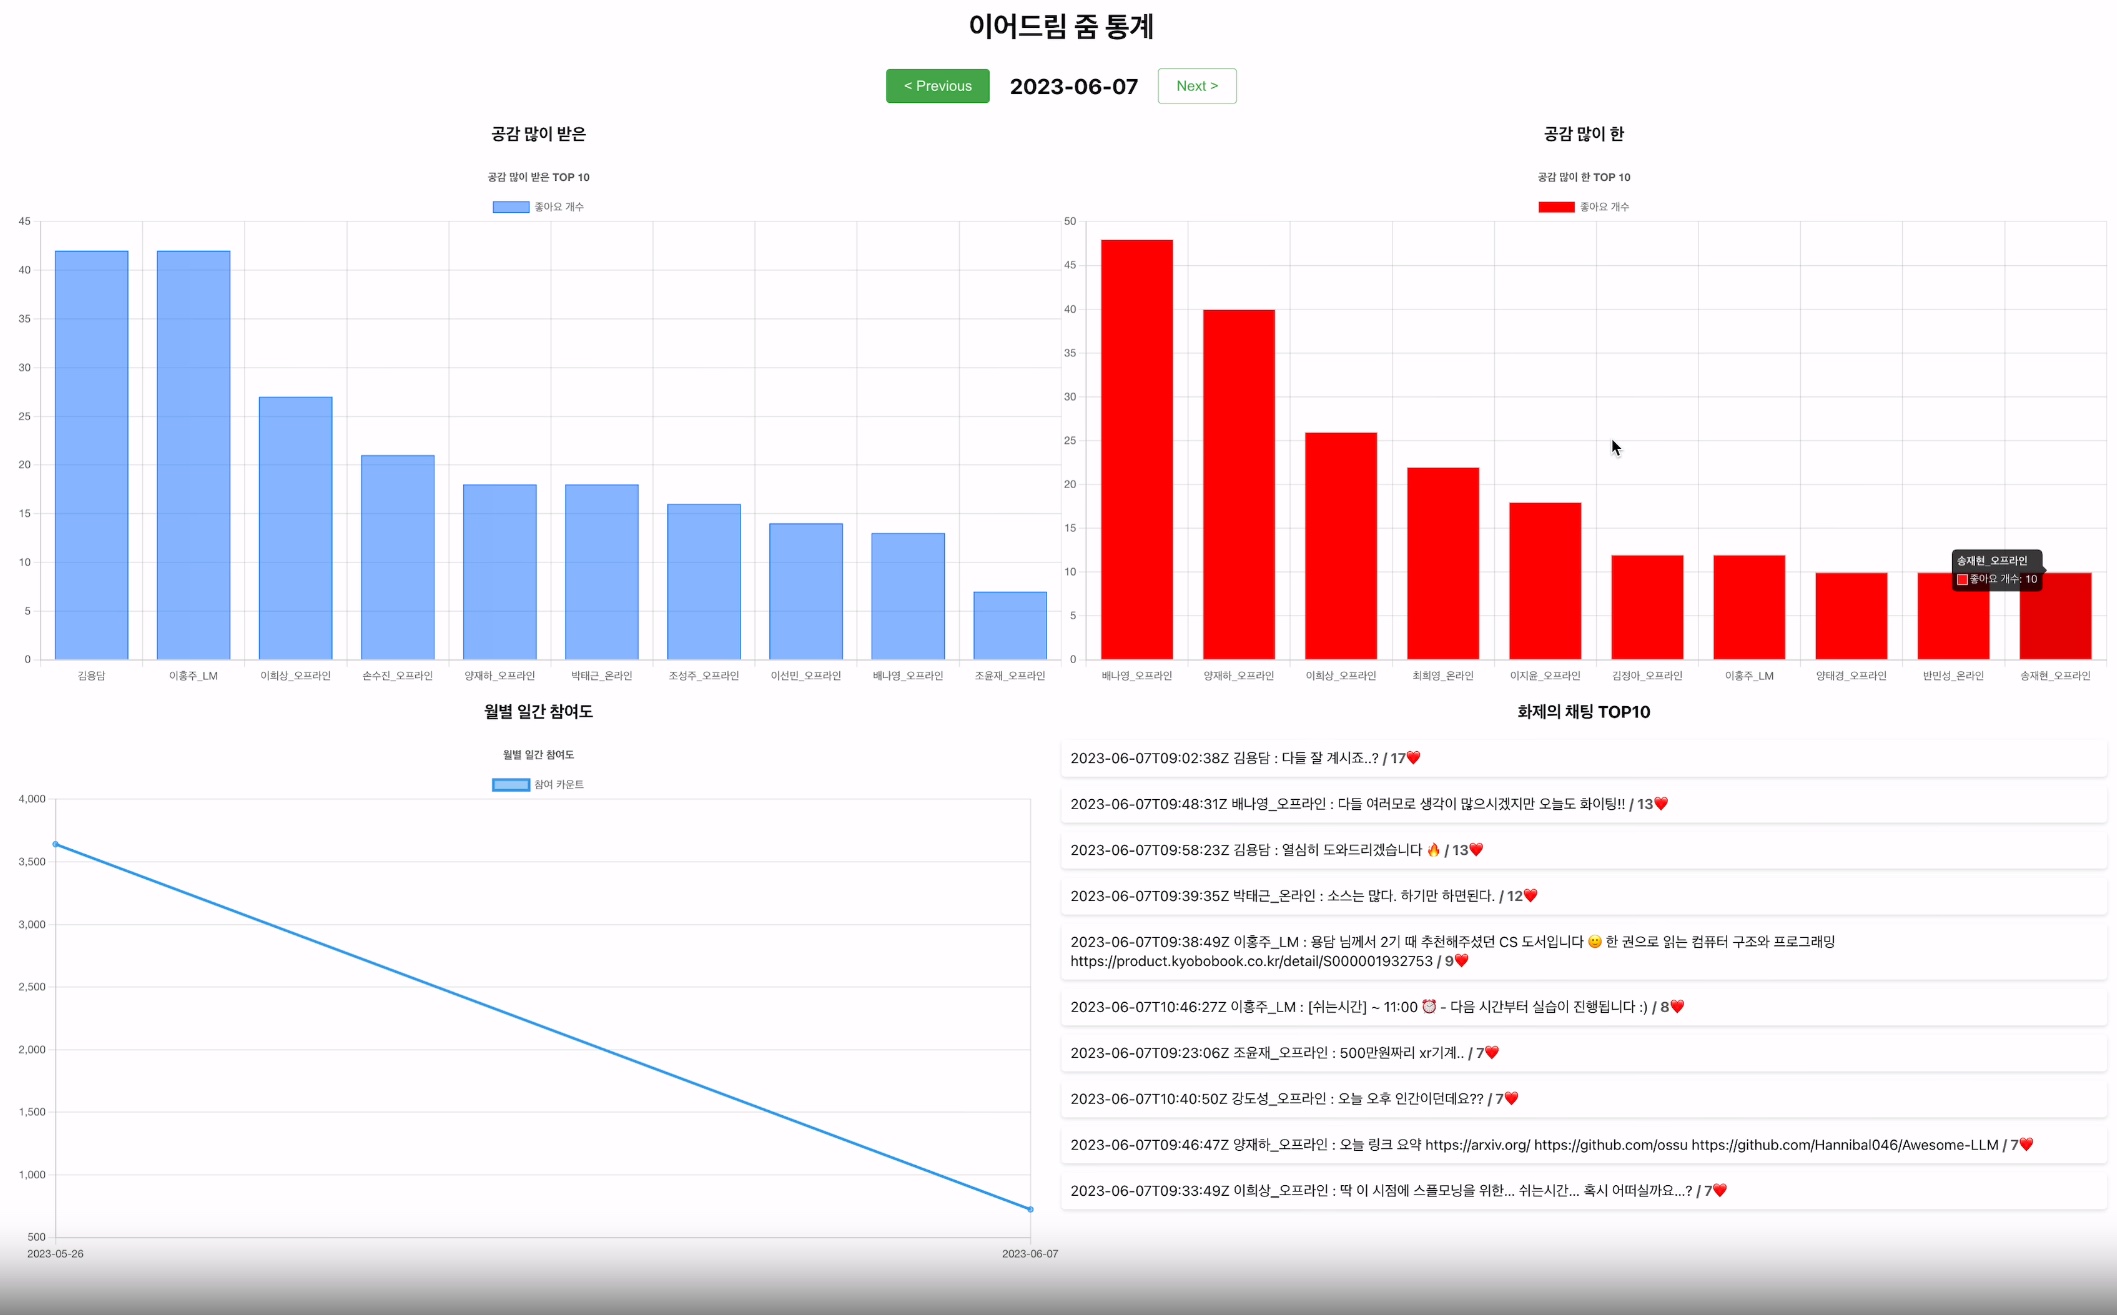 이어드림 줌 통계
< Previous
2023-06-07
Next >
공감 많이 받은
공감 많이 받은 TOP 10
좋아요 개수
45
40
35
30
25
20
15
10
5
0
김용담
이홍주_LM
이희상_오프라인
손수진_오프라인
양재하_오프라인
박태근_온라인
조성주_오프라인
이선민_오프라인
배나영_오프라인
조윤재_오프라인
공감 많이 한
공감 많이 한 TOP 10
좋아요 개수
50
45
40
35
30
25
20
15
10
5
0
송재현_오프라인
좋아요 개수: 10
배나영_오프라인
양재하_오프라인
이희상_오프라인
최희영_온라인
이지윤_오프라인
김정아_오프라인
이홍주_LM
양태경_오프라인
반민성_온라인
송재현_오프라인
월별 일간 참여도
월별 일간 참여도
참여 카운트
4,000
3,500
3,000
2,500
2,000
1,500
1,000
500
2023-05-26
2023-06-07
화제의 채팅 TOP10
2023-06-07T09:02:38Z 김용담 : 다들 잘 계시죠..? / 17❤️
2023-06-07T09:48:31Z 배나영_오프라인 : 다들 여러모로 생각이 많으시겠지만 오늘도 화이팅!! / 13❤️
2023-06-07T09:58:23Z 김용담 : 열심히 도와드리겠습니다 🔥 / 13❤️
2023-06-07T09:39:35Z 박태근_온라인 : 소스는 많다. 하기만 하면된다. / 12❤️
2023-06-07T09:38:49Z 이홍주_LM : 용담 님께서 2기 때 추천해주셨던 CS 도서입니다 🙂 한 권으로 읽는 컴퓨터 구조와 프로그래밍
https://product.kyobobook.co.kr/detail/S000001932753 / 9❤️
2023-06-07T10:46:27Z 이홍주_LM : [쉬는시간] ~ 11:00 ⏰ - 다음 시간부터 실습이 진행됩니다 :) / 8❤️
2023-06-07T09:23:06Z 조윤재_오프라인 : 500만원짜리 xr기계.. / 7❤️
2023-06-07T10:40:50Z 강도성_오프라인 : 오늘 오후 인간이던데요?? / 7❤️
2023-06-07T09:46:47Z 양재하_오프라인 : 오늘 링크 요약 https://arxiv.org/ https://github.com/ossu https://github.com/Hannibal046/Awesome-LLM / 7❤️
2023-06-07T09:33:49Z 이희상_오프라인 : 딱 이 시점에 스플모닝을 위한... 쉬는시간... 혹시 어떠실까요...? / 7❤️